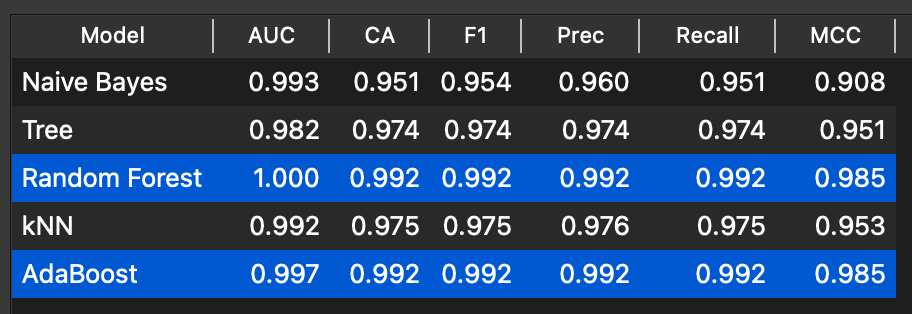 Model AUC CA F1 Prec Recall MCC
Naive Bayes 0.993 0.951 0.954 0.960 0.951 0.908
Tree 0.982 0.974 0.974 0.974 0.974 0.951
Random Forest 1.000 0.992 0.992 0.992 0.992 0.985
kNN 0.992 0.975 0.975 0.976 0.975 0.953
AdaBoost 0.997 0.992 0.992 0.992 0.992 0.985